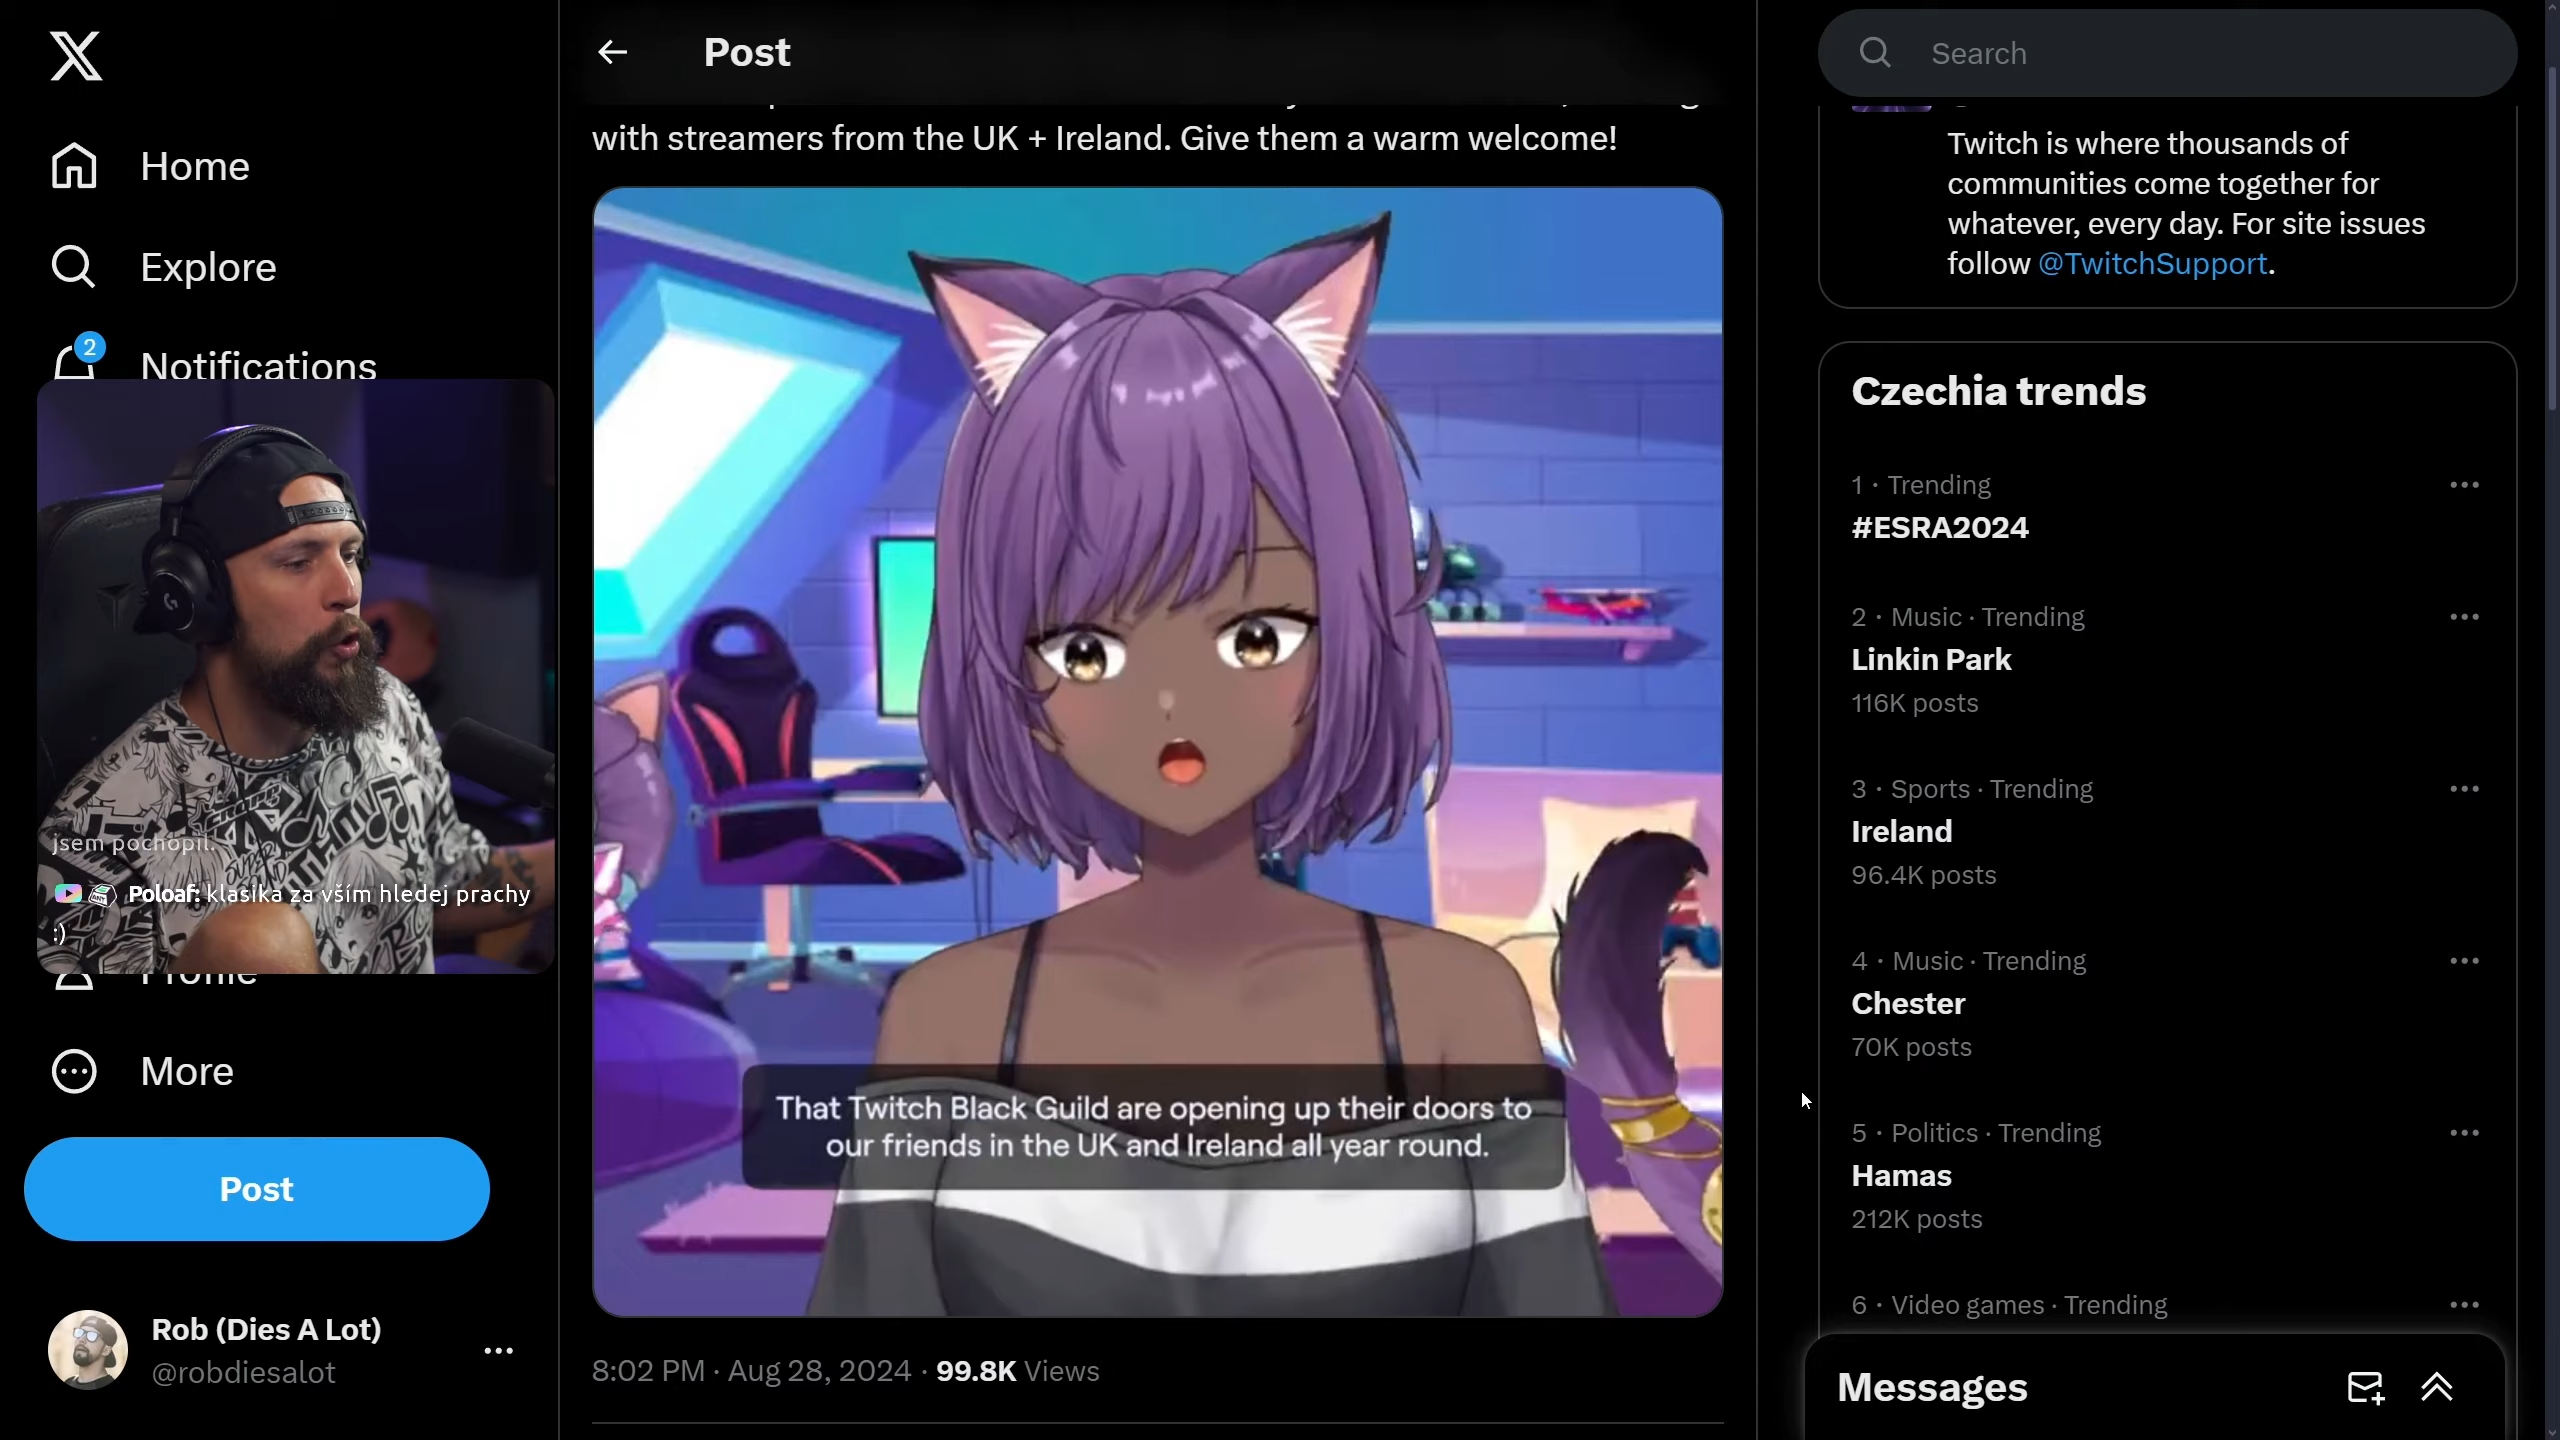 Home
Explore
2
Notifications
jsem pochopil.
Poloaf: klasika za vším hledej prachy
:)
Profile
More
Post
Rob (Dies A Lot)
@robdiesalot
Post
with streamers from the UK + Ireland. Give them a warm welcome!
That Twitch Black Guild are opening up their doors to
our friends in the UK and Ireland all year round.
8:02 PM · Aug 28, 2024 · 99.8K Views
Search
Twitch is where thousands of
communities come together for
whatever, every day. For site issues
follow @TwitchSupport.
Czechia trends
1 · Trending
#ESRA2024
2 · Music · Trending
Linkin Park
116K posts
3 · Sports · Trending
Ireland
96.4K posts
4 · Music · Trending
Chester
70K posts
5 · Politics · Trending
Hamas
212K posts
6 · Video games · Trending
Messages